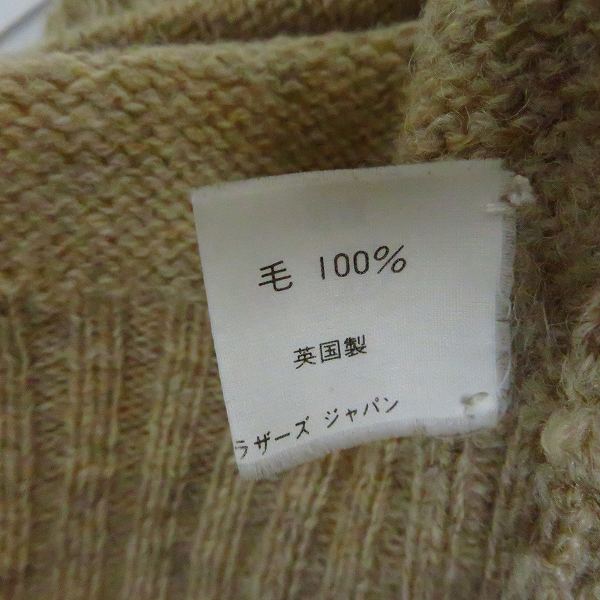 毛 100%
英国製
ラザーズ ジャパン